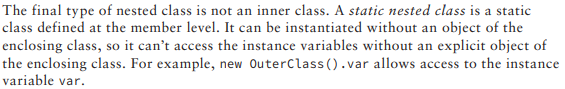 The final type of nested class is not an inner class. A static nested class is a static
class defined at the member level. It can be instantiated without an object of the
enclosing class, so it can't access the instance variables without an explicit object of
the enclosing class. For example, new OuterClass().var allows access to the instance
variable var.